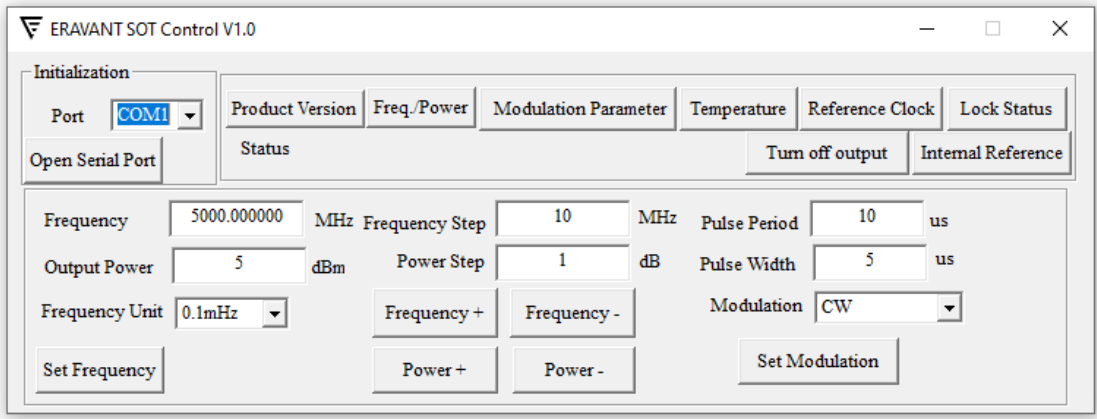 ERAVANT SOT Control V1.0
Initialization
Port COM1
Open Serial Port
Product Version Freq./Power Modulation Parameter Temperature Reference Clock Lock Status
Status Turn off output Internal Reference
Frequency 5000.000000 MHz Frequency Step 10 MHz Pulse Period 10 us
Output Power 5 dBm Power Step 1 dB Pulse Width 5 us
Frequency Unit 0.1mHz Frequency + Frequency - Modulation CW
Set Frequency Power + Power - Set Modulation